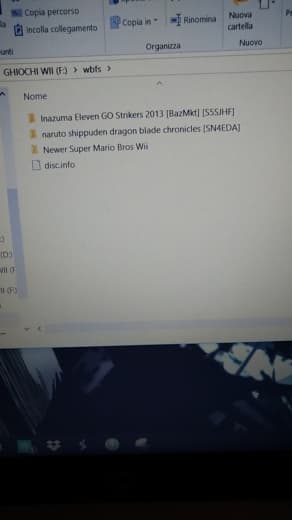 Copia percorso
Incolla collegamento
Copia in
Rinomina
Nuova
cartella
Organizza
Nuovo
GHIOCHI WII (F:) › wbfs ›
Nome
Inazuma Eleven GO Strikers 2013 [BazMkt] [S5SJHF]
naruto shippuden dragon blade chronicles [SN4EDA]
Newer Super Mario Bros Wii
disc.info
(D:)